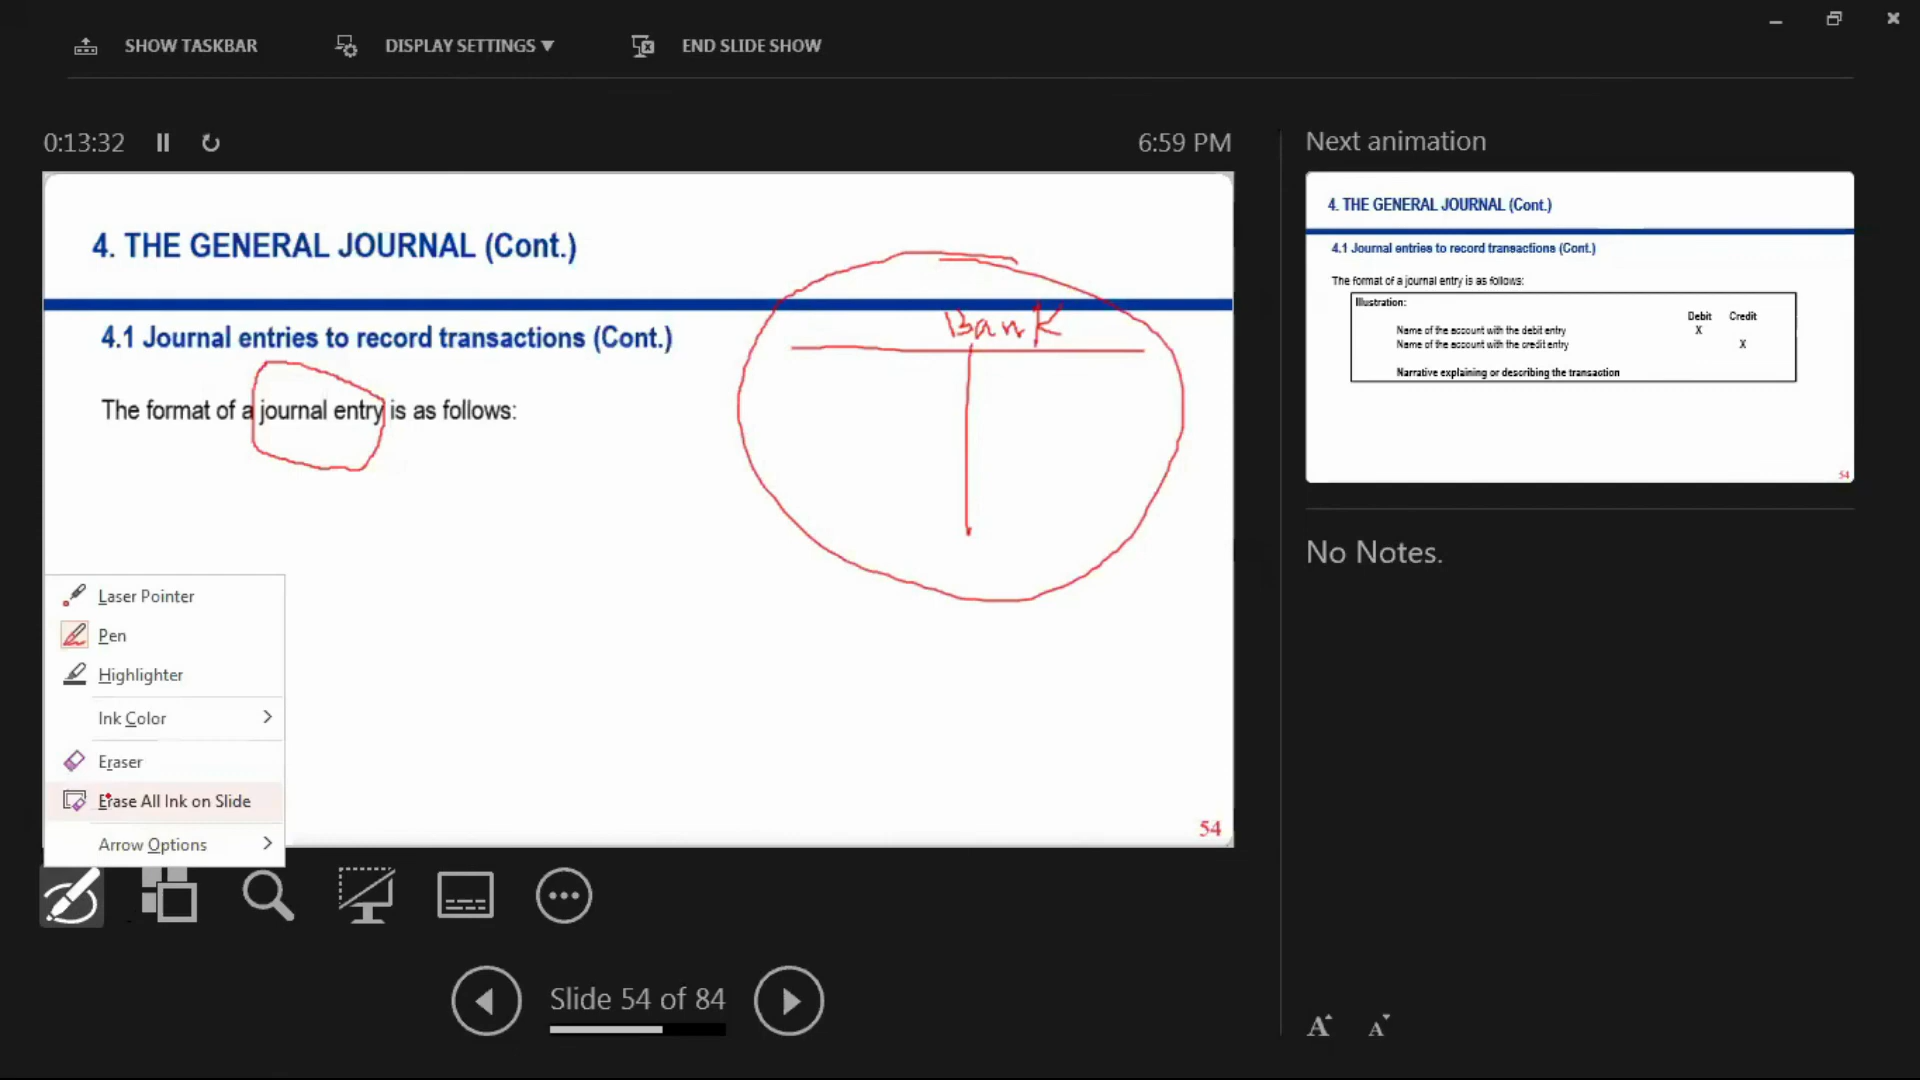 SHOW TASKBAR DISPLAY SETTINGS ▼ END SLIDE SHOW
0:13:32 6:59 PM
4. THE GENERAL JOURNAL (Cont.)
Bank
4.1 Journal entries to record transactions (Cont.)
The format of a journal entry is as follows:
54
Laser Pointer
Pen
Highlighter
Ink Color
Eraser
Erase All Ink on Slide
Arrow Options
Slide 54 of 84
Next animation
4. THE GENERAL JOURNAL (Cont.)
4.1 Journal entries to record transactions (Cont.)
The format of a journal entry is as follows:
Illustration:
Debit Credit
Name of the account with the debit entry X
Name of the account with the credit entry X
Narrative explaining or describing the transaction
54
No Notes.
A A